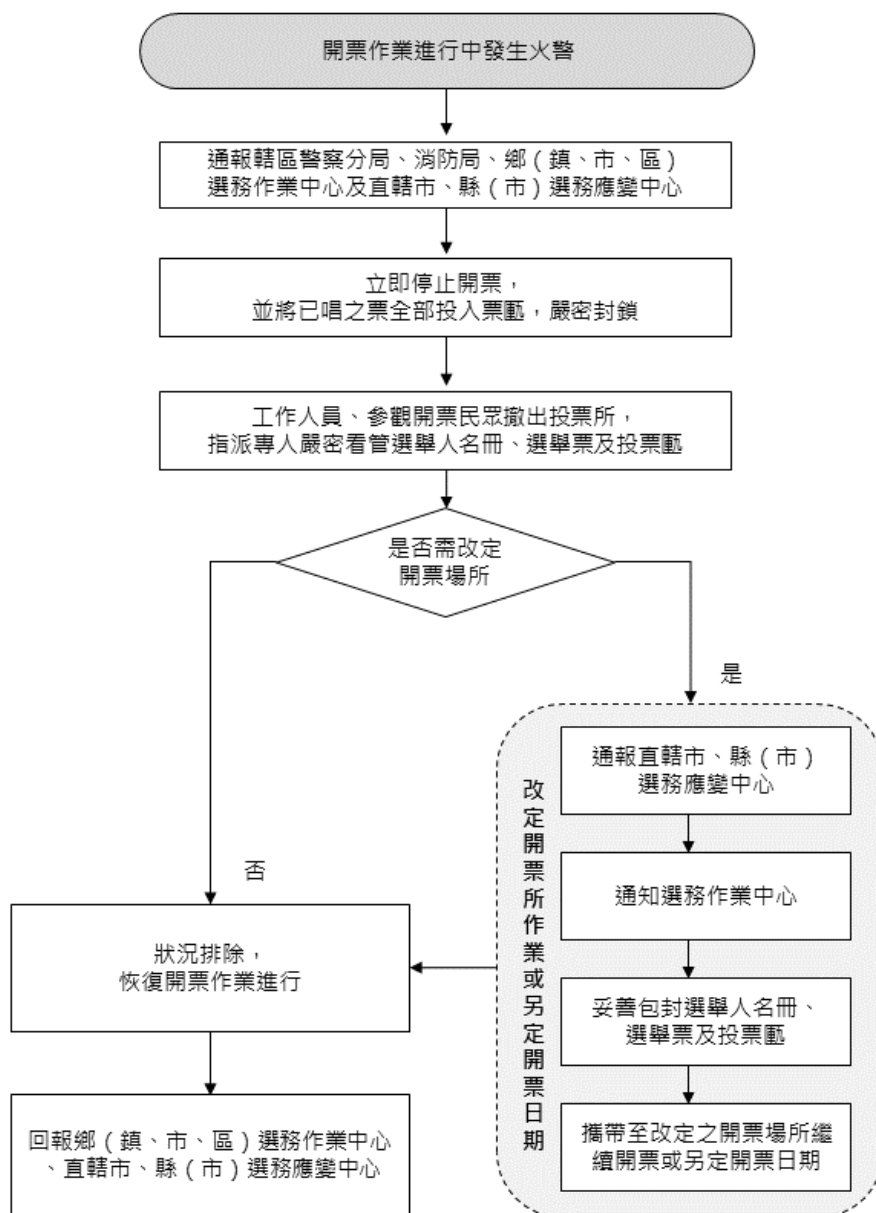 開票作業進行中發生火警
通報轄區警察分局、消防局、鄉（鎮、市、區）
選務作業中心及直轄市、縣（市）選務應變中心
立即停止開票，
並將已唱之票全部投入票匭，嚴密封鎖
工作人員、參觀開票民眾撤出投票所，
指派專人嚴密看管選舉人名冊、選舉票及投票匭
是否需改定
開票場所
是
否
改定開票所作業或另定開票日期
通報直轄市、縣（市）
選務應變中心
通知選務作業中心
妥善包封選舉人名冊、
選舉票及投票匭
攜帶至改定之開票場所繼
續開票或另定開票日期
狀況排除，
恢復開票作業進行
回報鄉（鎮、市、區）選務作業中心
、直轄市、縣（市）選務應變中心